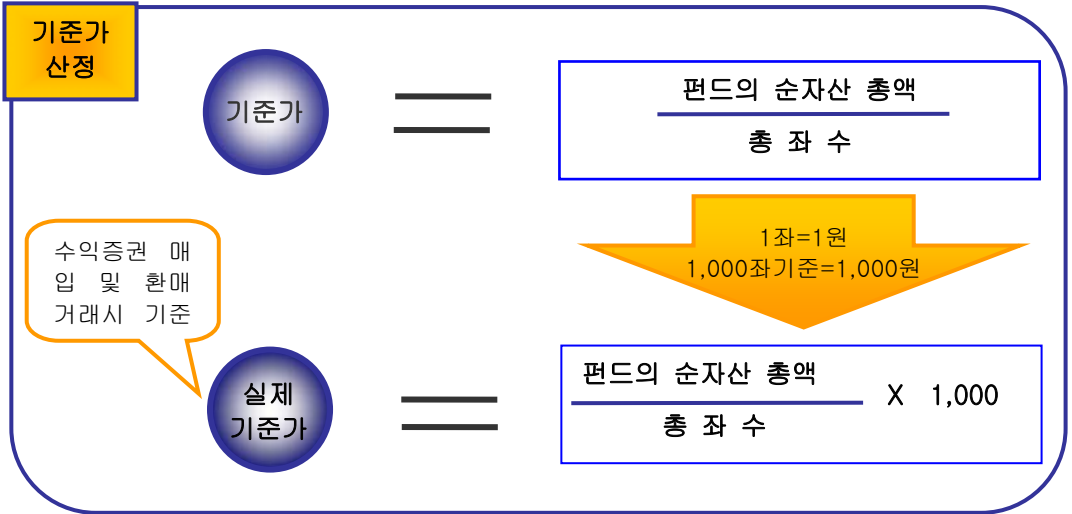 기준가
산정
기준가
펀드의 순자산 총액
총 좌 수
1좌=1원
1,000좌기준=1,000원
수익증권 매
입 및 환매
거래시 기준
실제
기준가
펀드의 순자산 총액
총 좌 수
X 1,000